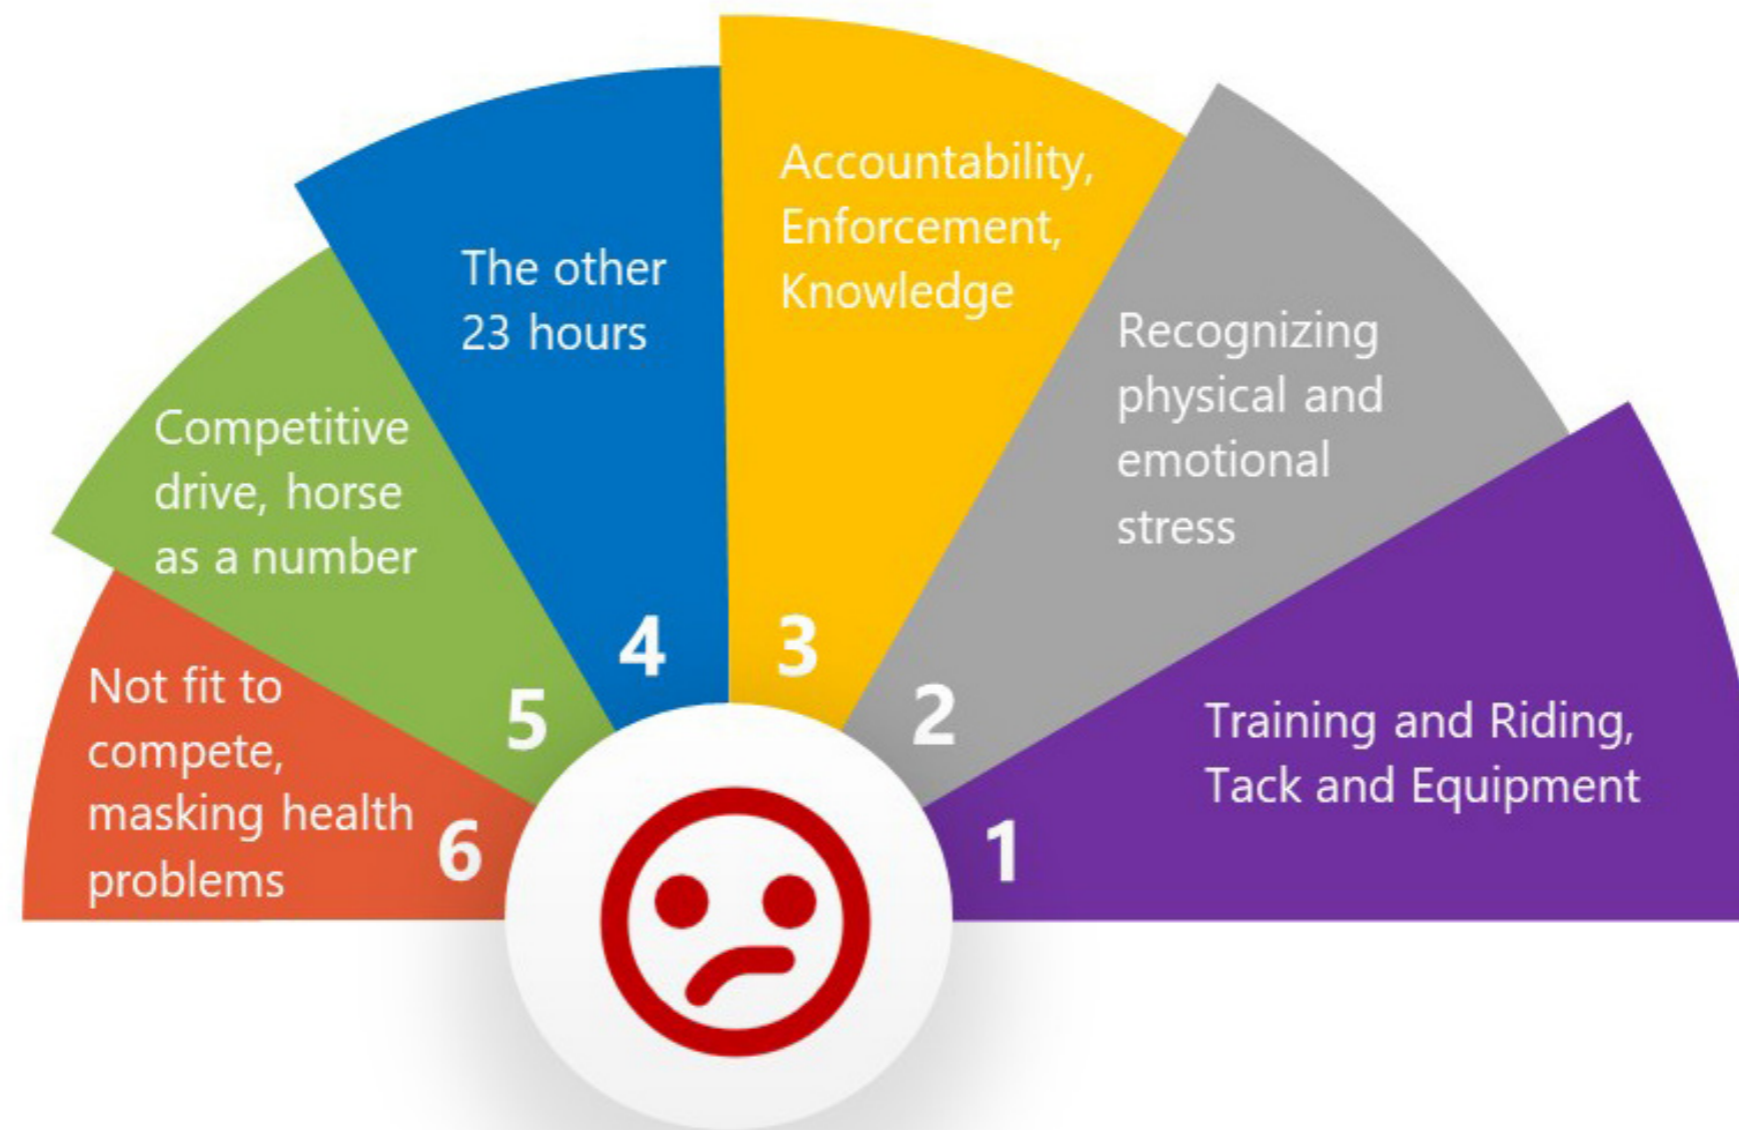 Accountability,
Enforcement,
Knowledge
3
The other
23 hours
4
Recognizing
physical and
emotional
stress
2
Competitive
drive, horse
as a number
5
Training and Riding,
Tack and Equipment
1
Not fit to
compete,
masking health
problems
6